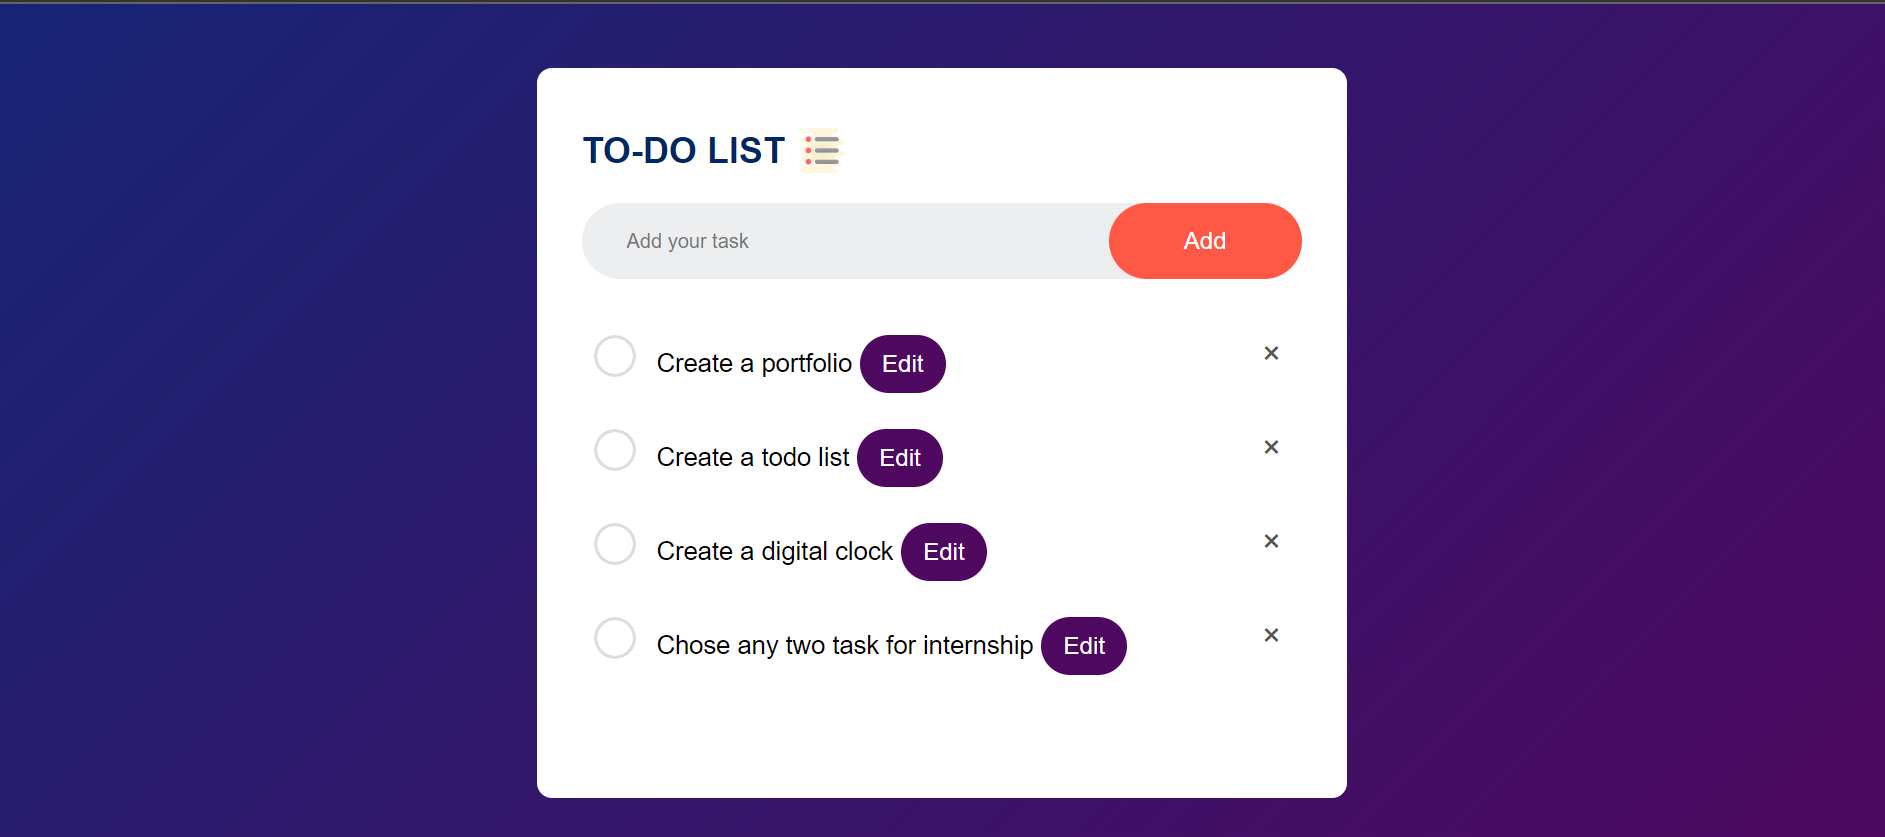 TO-DO LIST
Add your task Add
Create a portfolio Edit ×
Create a todo list Edit ×
Create a digital clock Edit ×
Chose any two task for internship Edit ×